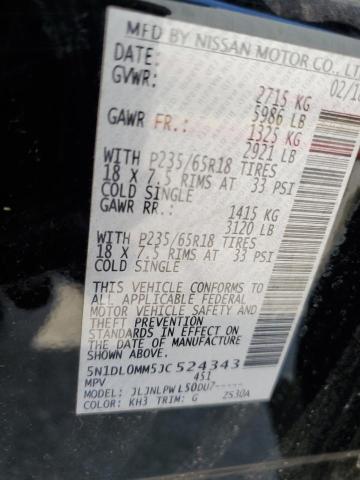 MFD BY NISSAN MOTOR CO., LT
DATE: 02/1
GVWR: 2715 KG
5986 LB
GAWR FR.: 1325 KG
2921 LB
WITH P235/65R18 TIRES
18 X 7.5 RIMS AT 33 PSI
COLD SINGLE
GAWR RR.: 1415 KG
3120 LB
WITH P235/65R18 TIRES
18 X 7.5 RIMS AT 33 PSI
COLD SINGLE
THIS VEHICLE CONFORMS TO
ALL APPLICABLE FEDERAL
MOTOR VEHICLE SAFETY AND
THEFT PREVENTION
STANDARDS IN EFFECT ON
THE DATE OF MANUFACTURE
SHOWN ABOVE.
5N1DL0MM5JC524343
MPV 451
MODEL: JLJNLPWL50DU7-----
COLOR: KH3 TRIM: G 2S30A